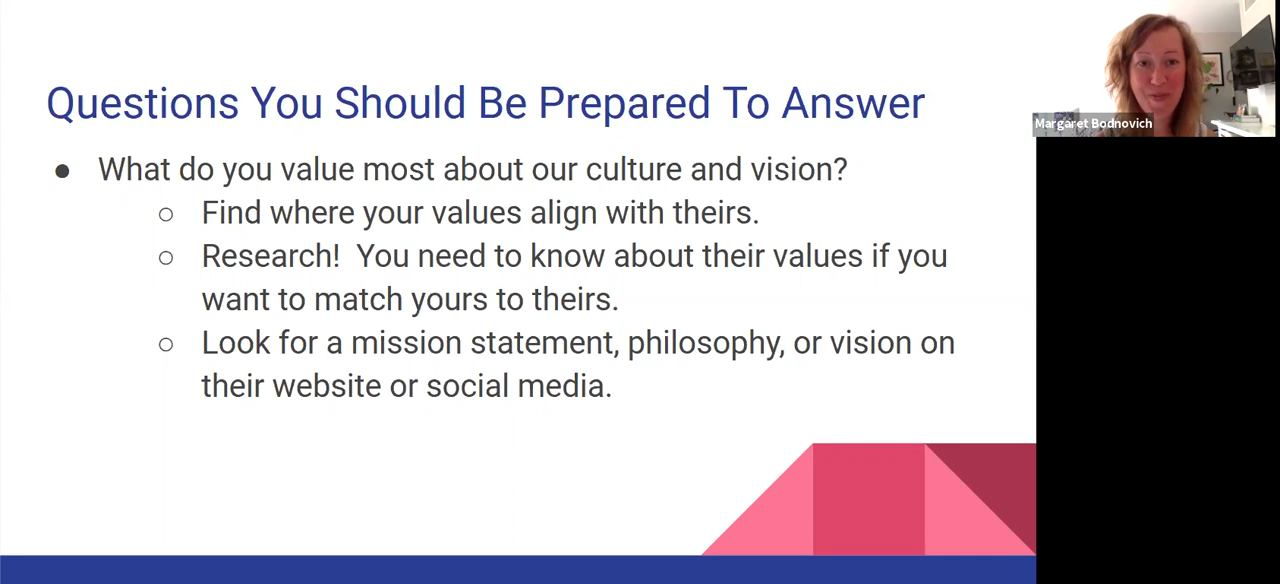 Questions You Should Be Prepared To Answer
● What do you value most about our culture and vision?
○ Find where your values align with theirs.
○ Research!  You need to know about their values if you
want to match yours to theirs.
○ Look for a mission statement, philosophy, or vision on
their website or social media.
Margaret Bodnovich